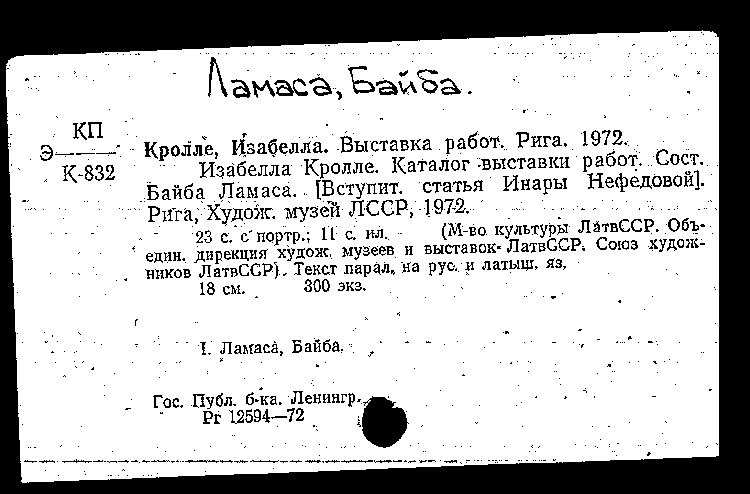 Ламаса, Байба.
КП
Э
К-832
Кролле, Изабелла. Выставка работ. Рига. 1972.
Изабелла Кролле. Каталог выставки работ. Сост.
Байба Ламаса. [Вступит. статья Инары Нефедовой].
Рига, Худож. музей ЛССР, 1972.
23 с. с портр.; 11 с. ил. (М-во культуры ЛатвССР. Объ-
един. дирекция худож. музеев и выставок ЛатвССР. Союз худож-
ников ЛатвССР). Текст парал. на рус. и латыш. яз.
18 см. 300 экз.
I. Ламаса, Байба.
Гос. Публ. б-ка. Ленингр.
Рг 12594—72